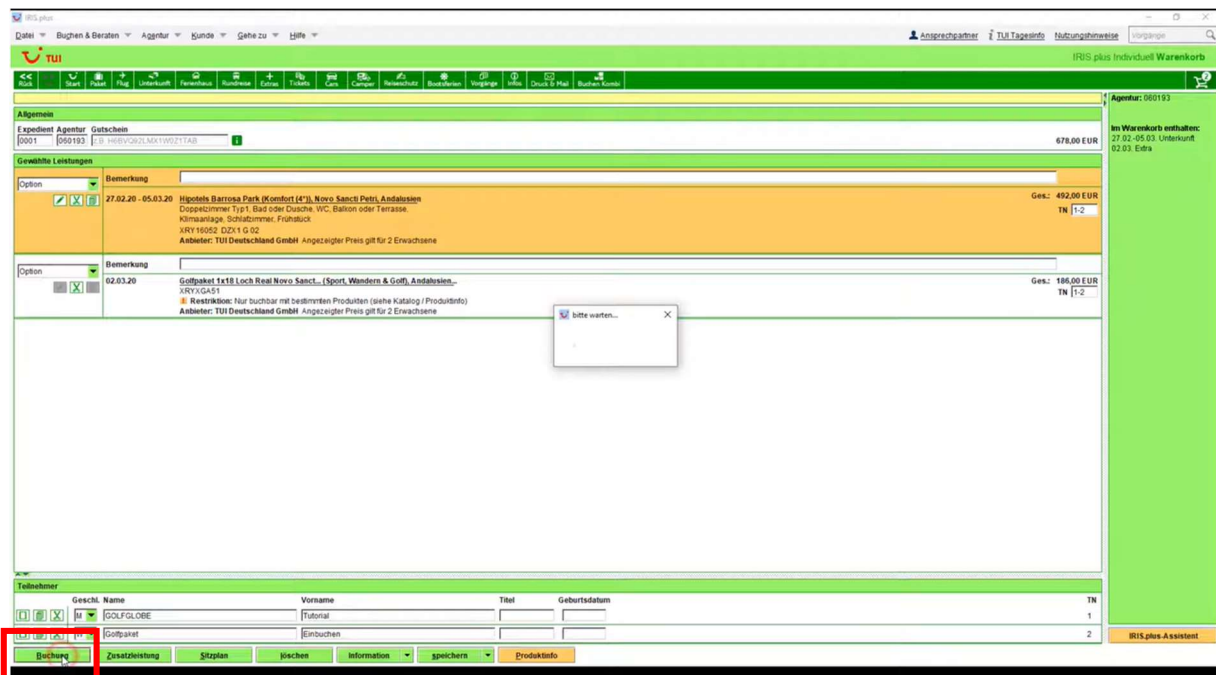 IRIS.plus
Datei Buchen & Beraten Agentur Kunde Gehe zu Hilfe Ansprechpartner TUI Tagesinfo Nutzungshinweise Vorgänge
TUI IRIS.plus Individuell Warenkorb
<< Rück Start Paket Flug Unterkunft Ferienhaus Rundreise Extras Tickets Cars Camper Reiseschutz Bootsferien Vorgänge Infos Druck & Mail Buchen Kombi
Agentur: 060193
Allgemein
Expedient Agentur Gutschein
0001 060193 678,00 EUR
Im Warenkorb enthalten:
27.02.-05.03. Unterkunft
02.03. Extra
Gewählte Leistungen
Option Bemerkung
27.02.20 - 05.03.20 Hipotels Barrosa Park (Komfort (4*)), Novo Sancti Petri, Andalusien Ges.: 492,00 EUR
Doppelzimmer Typ1, Bad oder Dusche, WC, Balkon oder Terrasse, TN 1-2
Klimaanlage, Schlafzimmer, Frühstück
XRY 16052 DZX1 G 02
Anbieter: TUI Deutschland GmbH Angezeigter Preis gilt für 2 Erwachsene
Option Bemerkung
02.03.20 Golfpaket 1x18 Loch Real Novo Sanct... (Sport, Wandern & Golf), Andalusien... Ges.: 186,00 EUR
XRYXGA51 TN 1-2
Restriktion: Nur buchbar mit bestimmten Produkten (siehe Katalog / Produktinfo)
Anbieter: TUI Deutschland GmbH Angezeigter Preis gilt für 2 Erwachsene
bitte warten...
Teilnehmer
Geschl. Name Vorname Titel Geburtsdatum TN
M GOLFGLOBE Tutorial 1
Golfpaket Einbuchen 2
IRIS.plus-Assistent
Buchung Zusatzleistung Sitzplan löschen Information speichern Produktinfo